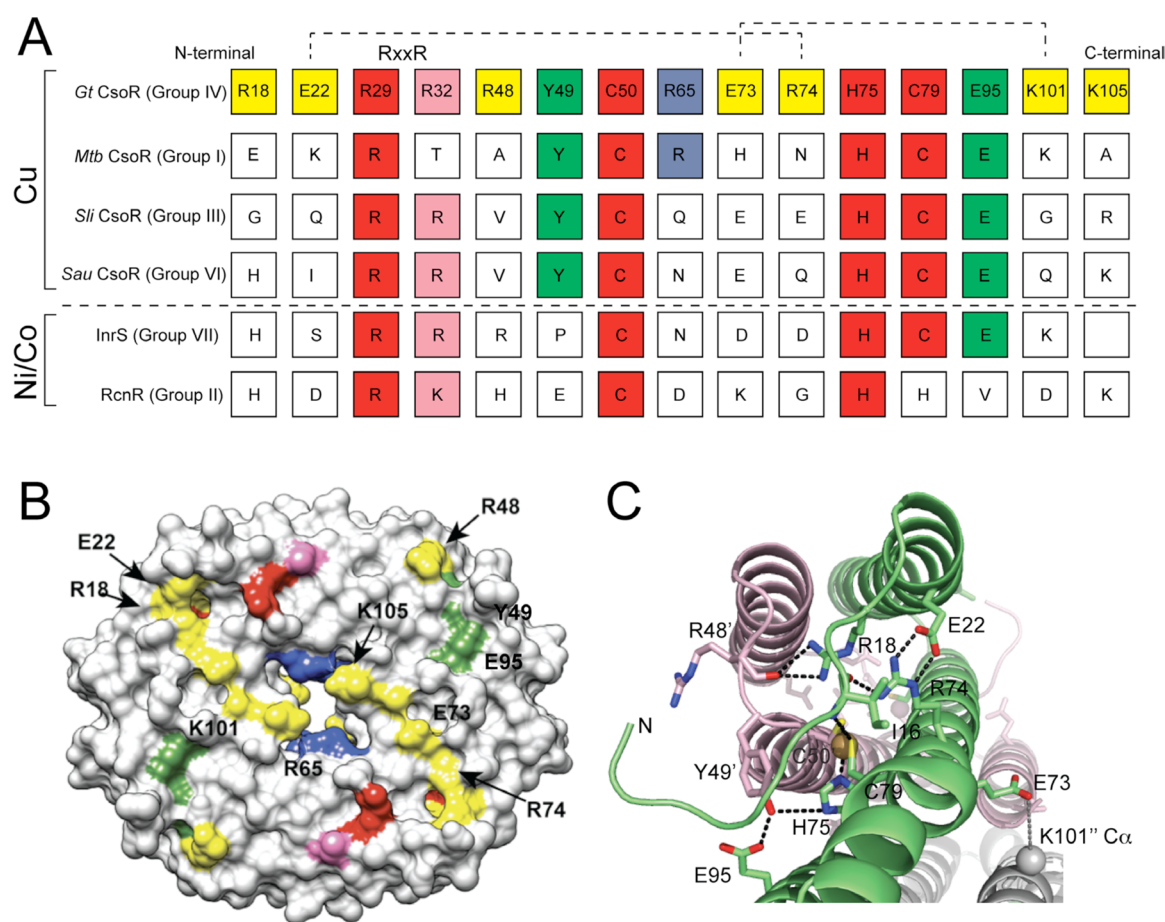 A
N-terminal RxxR C-terminal
Cu
Gt CsoR (Group IV) R18 E22 R29 R32 R48 Y49 C50 R65 E73 R74 H75 C79 E95 K101 K105
Mtb CsoR (Group I) E K R T A Y C R H N H C E K A
Sli CsoR (Group III) G Q R R V Y C Q E E H C E G R
Sau CsoR (Group VI) H I R R V Y C N E Q H C E Q K
Ni/Co
InrS (Group VII) H S R R R P C N D D H C E K
RcnR (Group II) H D R K H E C D K G H H V D K
B
R48
E22
R18
K105
Y49
E95
E73
K101
R65
R74
C
R48'
R18
E22
R74
I16
N
C50
Y49'
C79
E73
H75
K101'' Cα
E95